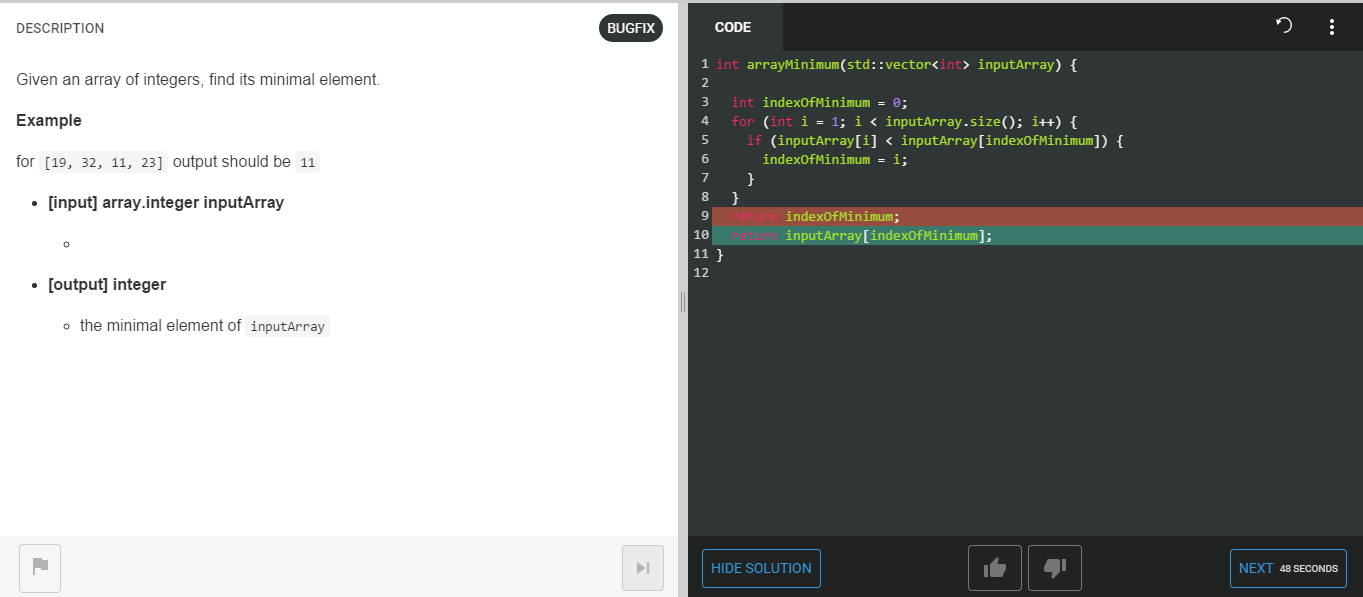 DESCRIPTION
BUGFIX
Given an array of integers, find its minimal element.
Example
for [19, 32, 11, 23] output should be 11
[input] array.integer inputArray
[output] integer
the minimal element of inputArray
CODE
1 int arrayMinimum(std::vector<int> inputArray) {
2
3 int indexOfMinimum = 0;
4 for (int i = 1; i < inputArray.size(); i++) {
5 if (inputArray[i] < inputArray[indexOfMinimum]) {
6 indexOfMinimum = i;
7 }
8 }
9 return indexOfMinimum;
10 return inputArray[indexOfMinimum];
11 }
12
HIDE SOLUTION
NEXT 48 SECONDS